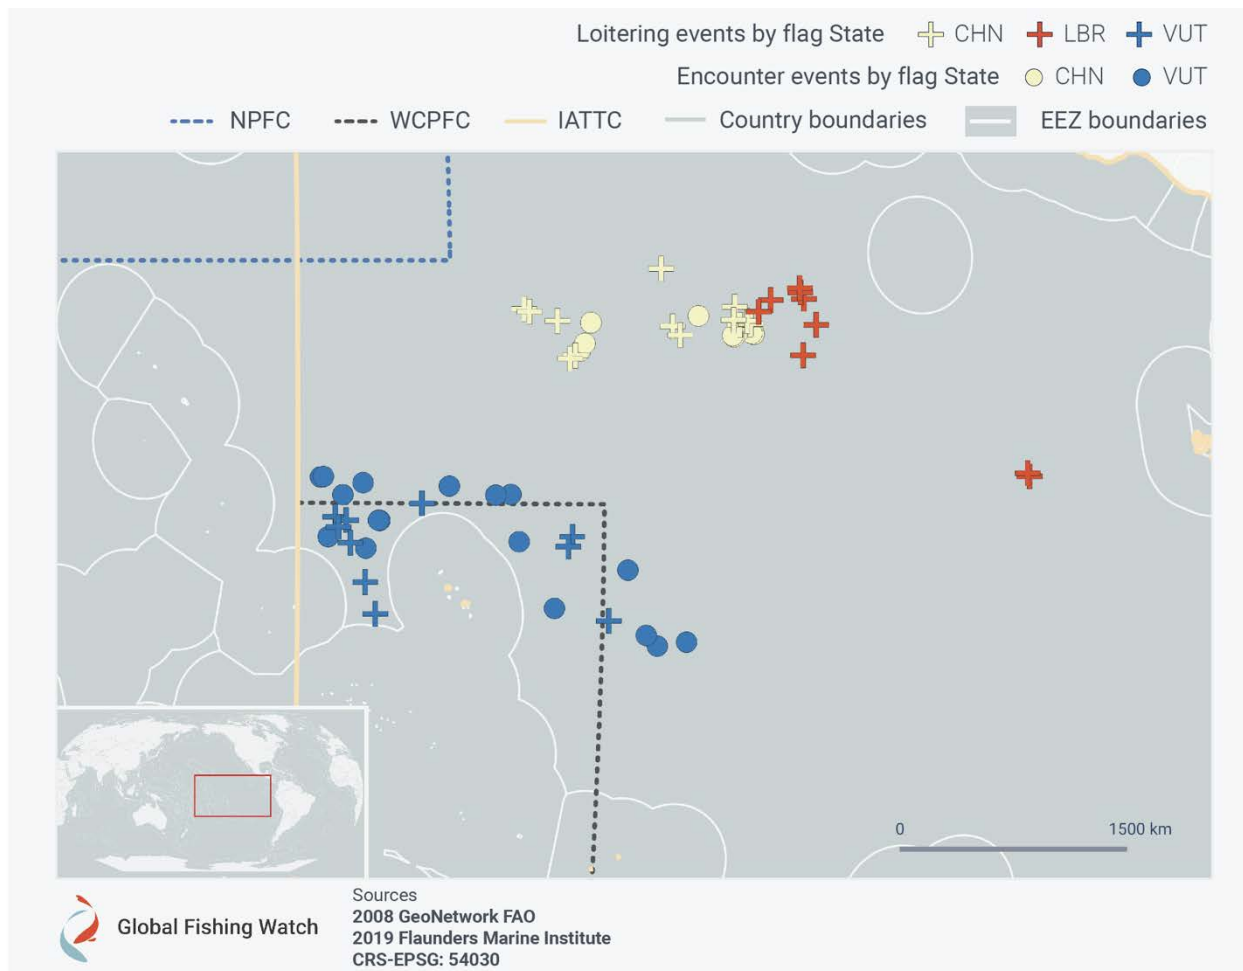 Loitering events by flag State CHN LBR VUT
Encounter events by flag State CHN VUT
NPFC WCPFC IATTC Country boundaries EEZ boundaries
0 1500 km
Global Fishing Watch
Sources
2008 GeoNetwork FAO
2019 Flaunders Marine Institute
CRS-EPSG: 54030